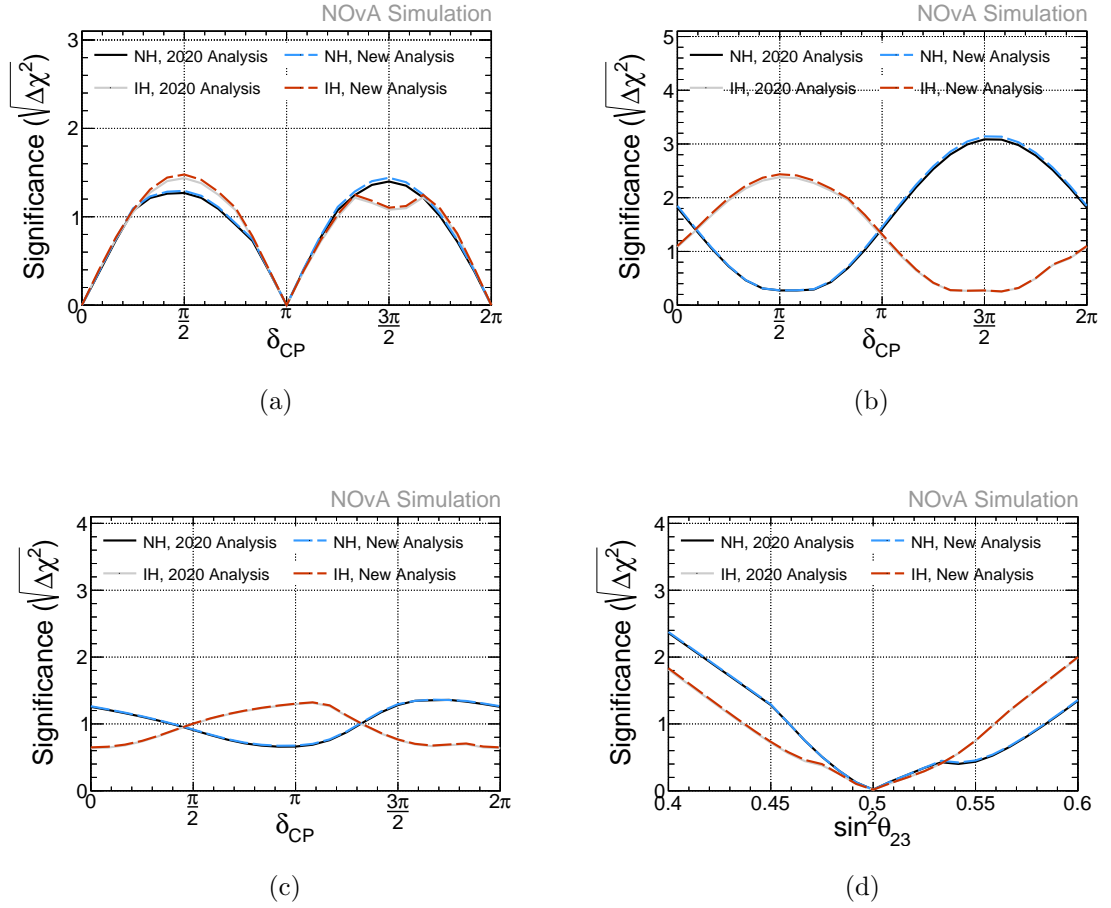 NOvA Simulation
Significance (√Δχ²)
3
2
1
0
NH, 2020 Analysis
NH, New Analysis
IH, 2020 Analysis
IH, New Analysis
0
π/2
π
3π/2
2π
δCP
(a)
NOvA Simulation
Significance (√Δχ²)
5
4
3
2
1
0
NH, 2020 Analysis
NH, New Analysis
IH, 2020 Analysis
IH, New Analysis
0
π/2
π
3π/2
2π
δCP
(b)
NOvA Simulation
Significance (√Δχ²)
4
3
2
1
0
NH, 2020 Analysis
NH, New Analysis
IH, 2020 Analysis
IH, New Analysis
0
π/2
π
3π/2
2π
δCP
(c)
NOvA Simulation
Significance (√Δχ²)
4
3
2
1
0
NH, 2020 Analysis
NH, New Analysis
IH, 2020 Analysis
IH, New Analysis
0.4
0.45
0.5
0.55
0.6
sin²θ23
(d)